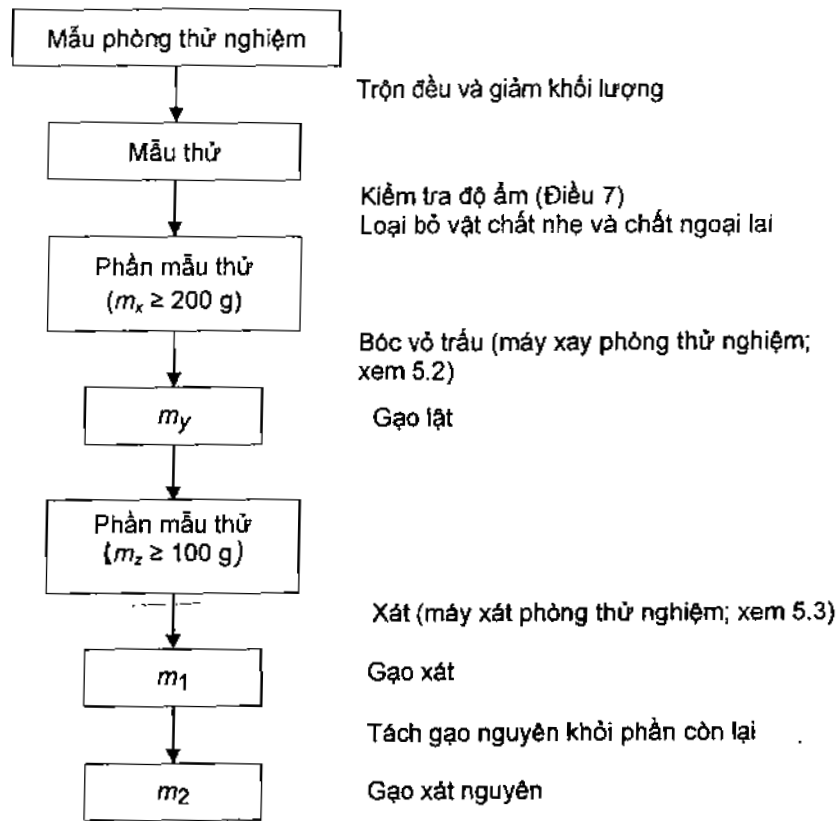 Mẫu phòng thử nghiệm
Trộn đều và giảm khối lượng
Mẫu thử
Kiểm tra độ ẩm (Điều 7)
Loại bỏ vật chất nhẹ và chất ngoại lai
Phần mẫu thử
(mx ≥ 200 g)
Bóc vỏ trấu (máy xay phòng thử nghiệm;
xem 5.2)
my
Gạo lật
Phần mẫu thử
(mz ≥ 100 g)
Xát (máy xát phòng thử nghiệm; xem 5.3)
m1
Gạo xát
Tách gạo nguyên khỏi phần còn lại
m2
Gạo xát nguyên